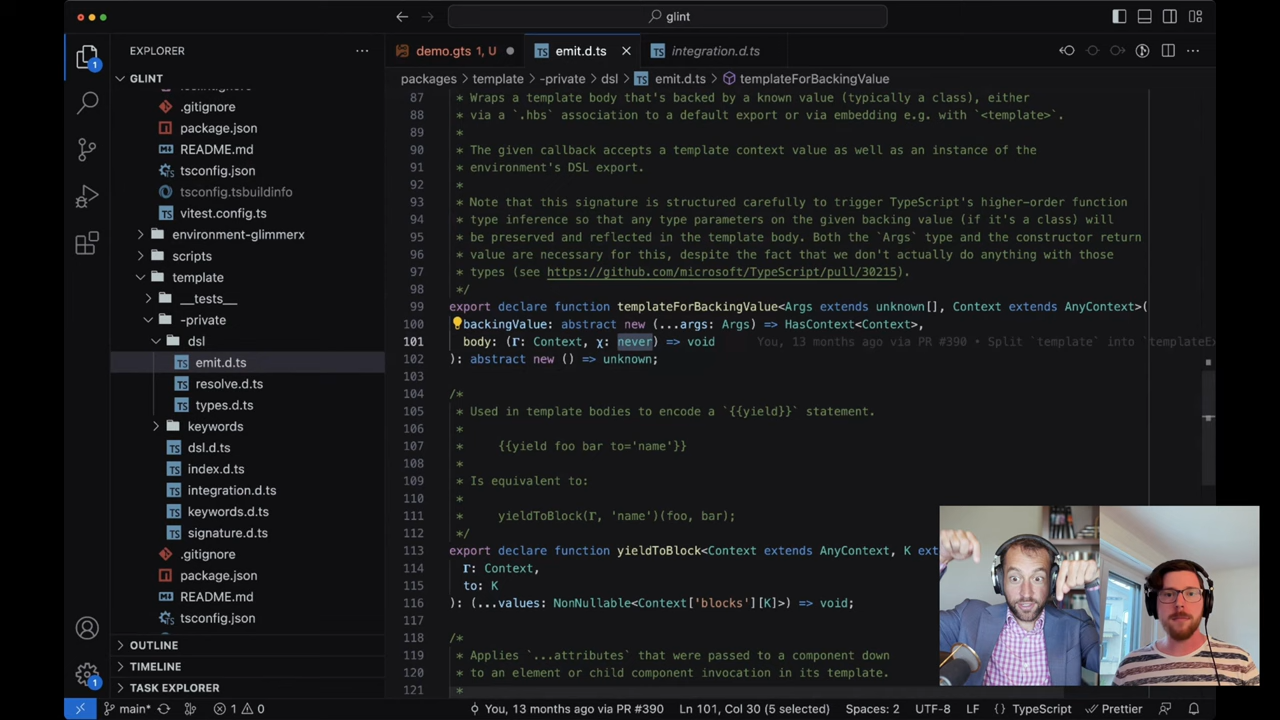 glint
EXPLORER
demo.gts 1, U
emit.d.ts
integration.d.ts
packages > template > -private > dsl > emit.d.ts > templateForBackingValue
GLINT
.gitignore
package.json
README.md
tsconfig.json
tsconfig.tsbuildinfo
vitest.config.ts
environment-glimmerx
scripts
template
__tests__
-private
dsl
emit.d.ts
resolve.d.ts
types.d.ts
keywords
dsl.d.ts
index.d.ts
integration.d.ts
keywords.d.ts
signature.d.ts
.gitignore
package.json
README.md
tsconfig.json
OUTLINE
TIMELINE
TASK EXPLORER
87 * Wraps a template body that's backed by a known value (typically a class), either
88 * via a `.hbs` association to a default export or via embedding e.g. with `<template>`.
89 *
90 * The given callback accepts a template context value as well as an instance of the
91 * environment's DSL export.
92 *
93 * Note that this signature is structured carefully to trigger TypeScript's higher-order function
94 * type inference so that any type parameters on the given backing value (if it's a class) will
95 * be preserved and reflected in the template body. Both the `Args` type and the constructor return
96 * value are necessary for this, despite the fact that we don't actually do anything with those
97 * types (see https://github.com/microsoft/TypeScript/pull/30215).
98 */
99 export declare function templateForBackingValue<Args extends unknown[], Context extends AnyContext>(
100 backingValue: abstract new (...args: Args) => HasContext<Context>,
101 body: (𝚪: Context, χ: never) => void You, 13 months ago via PR #390 • Split `template` into `templateEx
102 ): abstract new () => unknown;
103
104 /*
105 * Used in template bodies to encode a `{{yield}}` statement.
106 *
107 * {{yield foo bar to='name'}}
108 *
109 * Is equivalent to:
110 *
111 * yieldToBlock(𝚪, 'name')(foo, bar);
112 */
113 export declare function yieldToBlock<Context extends AnyContext, K ext
114 𝚪: Context,
115 to: K
116 ): (...values: NonNullable<Context['blocks'][K]>) => void;
117
118 /*
119 * Applies `...attributes` that were passed to a component down
120 * to an element or child component invocation in its template.
121 *
1
1
main*
1 0
You, 13 months ago via PR #390
Ln 101, Col 30 (5 selected)
Spaces: 2
UTF-8
LF
{} TypeScript
Prettier